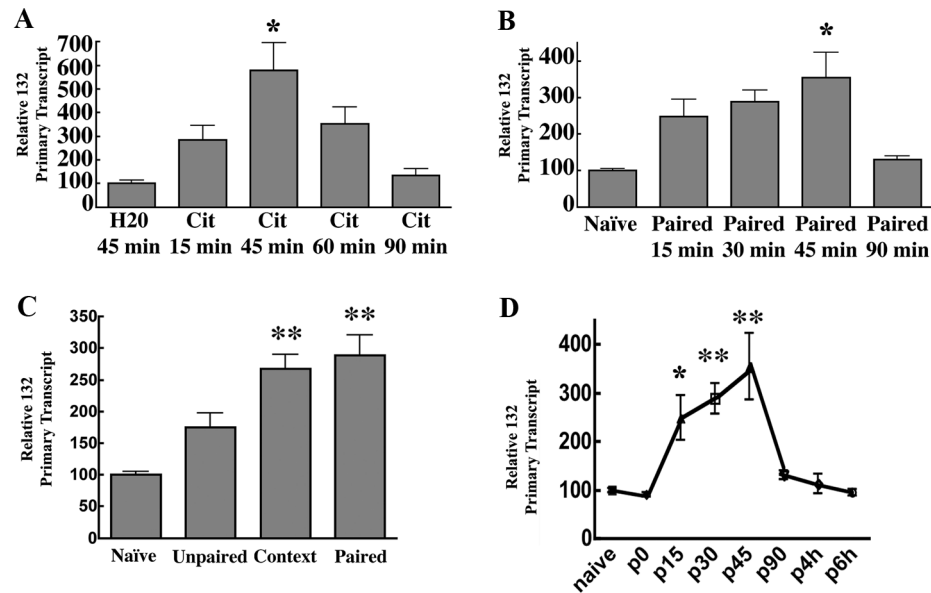 A
Relative 132
Primary Transcript
700
600
500
400
300
200
100
0
*
H20 Cit Cit Cit Cit
45 min 15 min 45 min 60 min 90 min
B
Relative 132
Primary Transcript
400
300
200
100
0
*
Naïve Paired Paired Paired Paired
15 min 30 min 45 min 90 min
C
Relative 132
Primary Transcript
350
300
250
200
150
100
50
0
**
**
Naïve Unpaired Context Paired
D
Relative 132
Primary Transcript
400
300
200
100
0
*
**
**
naive p0 p15 p30 p45 p90 p4h p6h